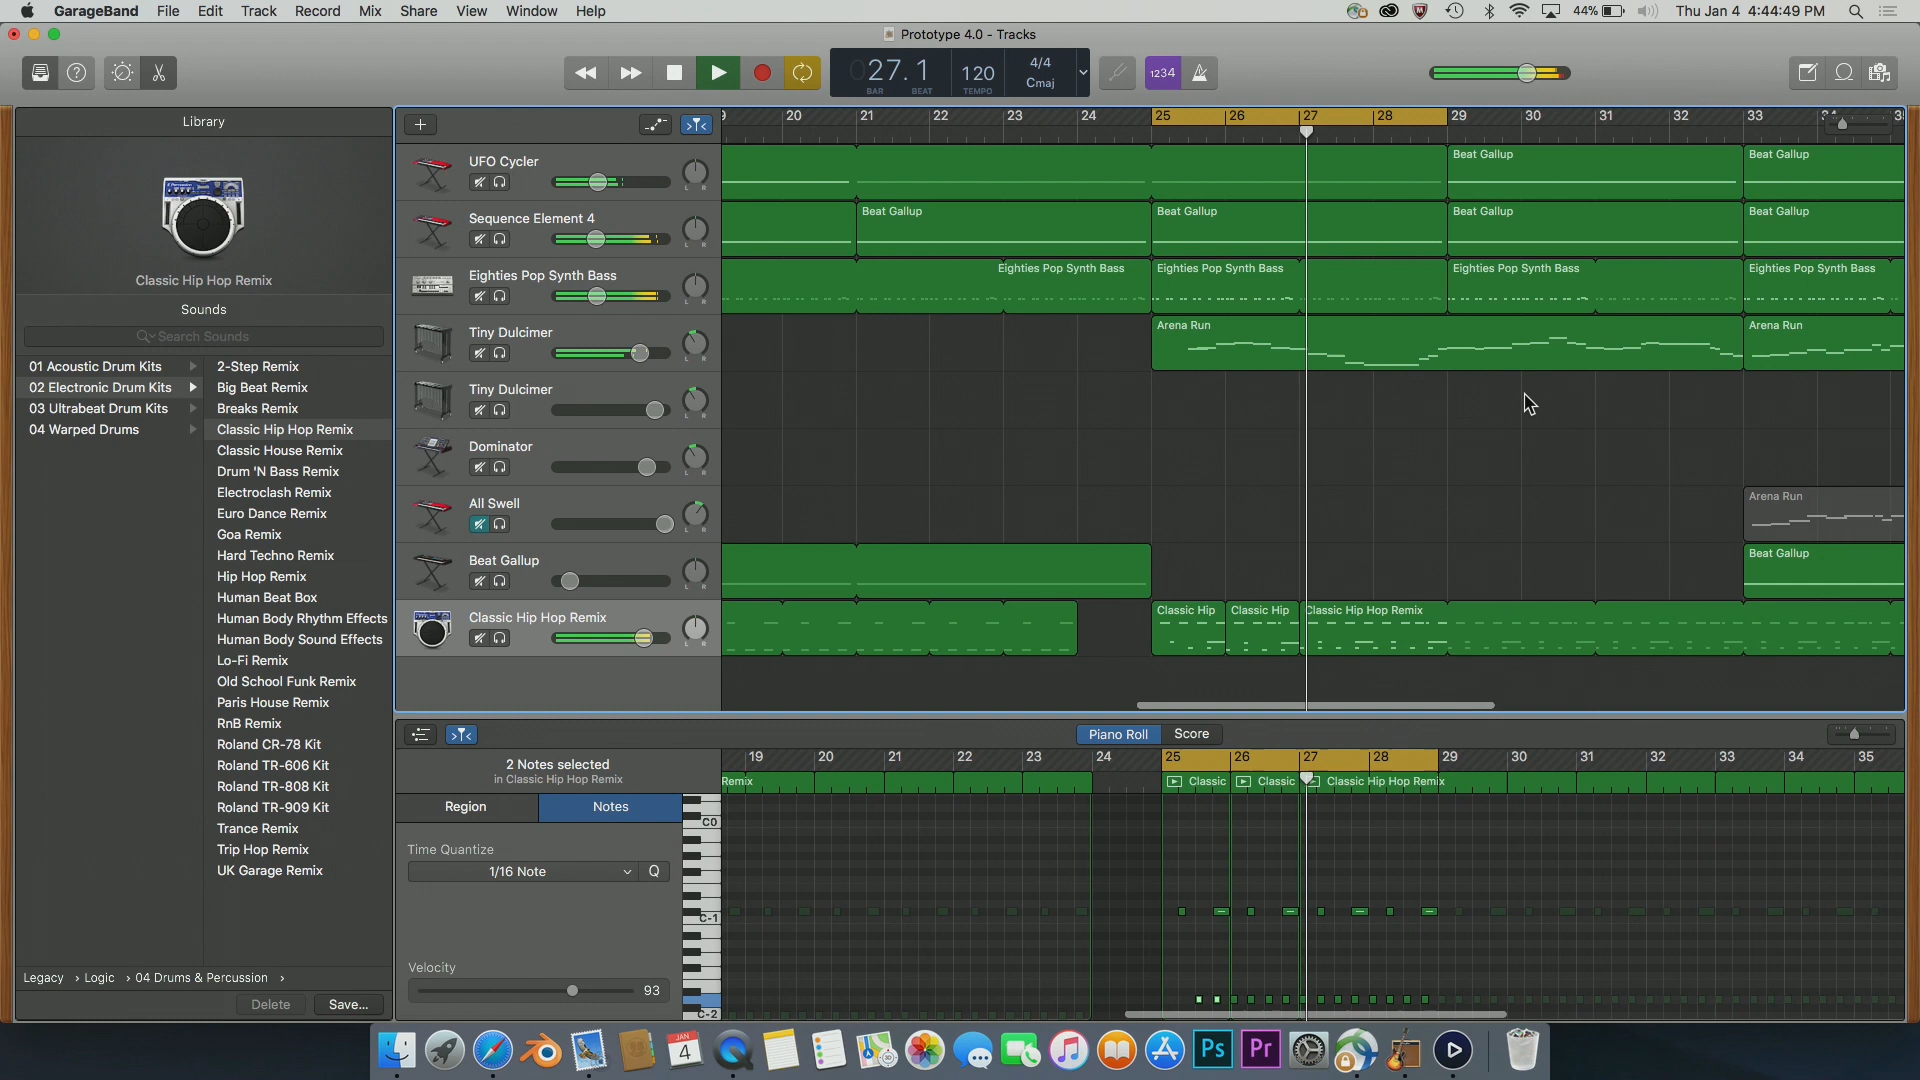 GarageBand File Edit Track Record Mix Share View Window Help
44% Thu Jan 4 4:44:49 PM
Prototype 4.0 - Tracks
027. 1 120 4/4 Cmaj
BAR BEAT TEMPO
1234
Library
Classic Hip Hop Remix
Sounds
Search Sounds
01 Acoustic Drum Kits
02 Electronic Drum Kits
03 Ultrabeat Drum Kits
04 Warped Drums
2-Step Remix
Big Beat Remix
Breaks Remix
Classic Hip Hop Remix
Classic House Remix
Drum 'N Bass Remix
Electroclash Remix
Euro Dance Remix
Goa Remix
Hard Techno Remix
Hip Hop Remix
Human Beat Box
Human Body Rhythm Effects
Human Body Sound Effects
Lo-Fi Remix
Old School Funk Remix
Paris House Remix
RnB Remix
Roland CR-78 Kit
Roland TR-606 Kit
Roland TR-808 Kit
Roland TR-909 Kit
Trance Remix
Trip Hop Remix
UK Garage Remix
Legacy › Logic › 04 Drums & Percussion ›
Delete Save...
20 21 22 23 24 25 26 27 28 29 30 31 32 33
UFO Cycler
L R
Beat Gallup Beat Gallup
Sequence Element 4
L R
Beat Gallup Beat Gallup Beat Gallup Beat Gallup
Eighties Pop Synth Bass
L R
Eighties Pop Synth Bass Eighties Pop Synth Bass Eighties Pop Synth Bass Eighties Pop Synth Bass
Tiny Dulcimer
L R
Arena Run Arena Run
Tiny Dulcimer
L R
Dominator
L R
All Swell
L R
Arena Run
Beat Gallup
L R
Beat Gallup
Classic Hip Hop Remix
L R
Classic Hip Classic Hip Classic Hip Hop Remix
Piano Roll Score
19 20 21 22 23 24 25 26 27 28 29 30 31 32 33 34 35
2 Notes selected
in Classic Hip Hop Remix
Remix Classic Classic Classic Hip Hop Remix
Region Notes
Time Quantize
1/16 Note Q
Velocity
93
C0
C-1
C-2
JAN
4
Ps Pr